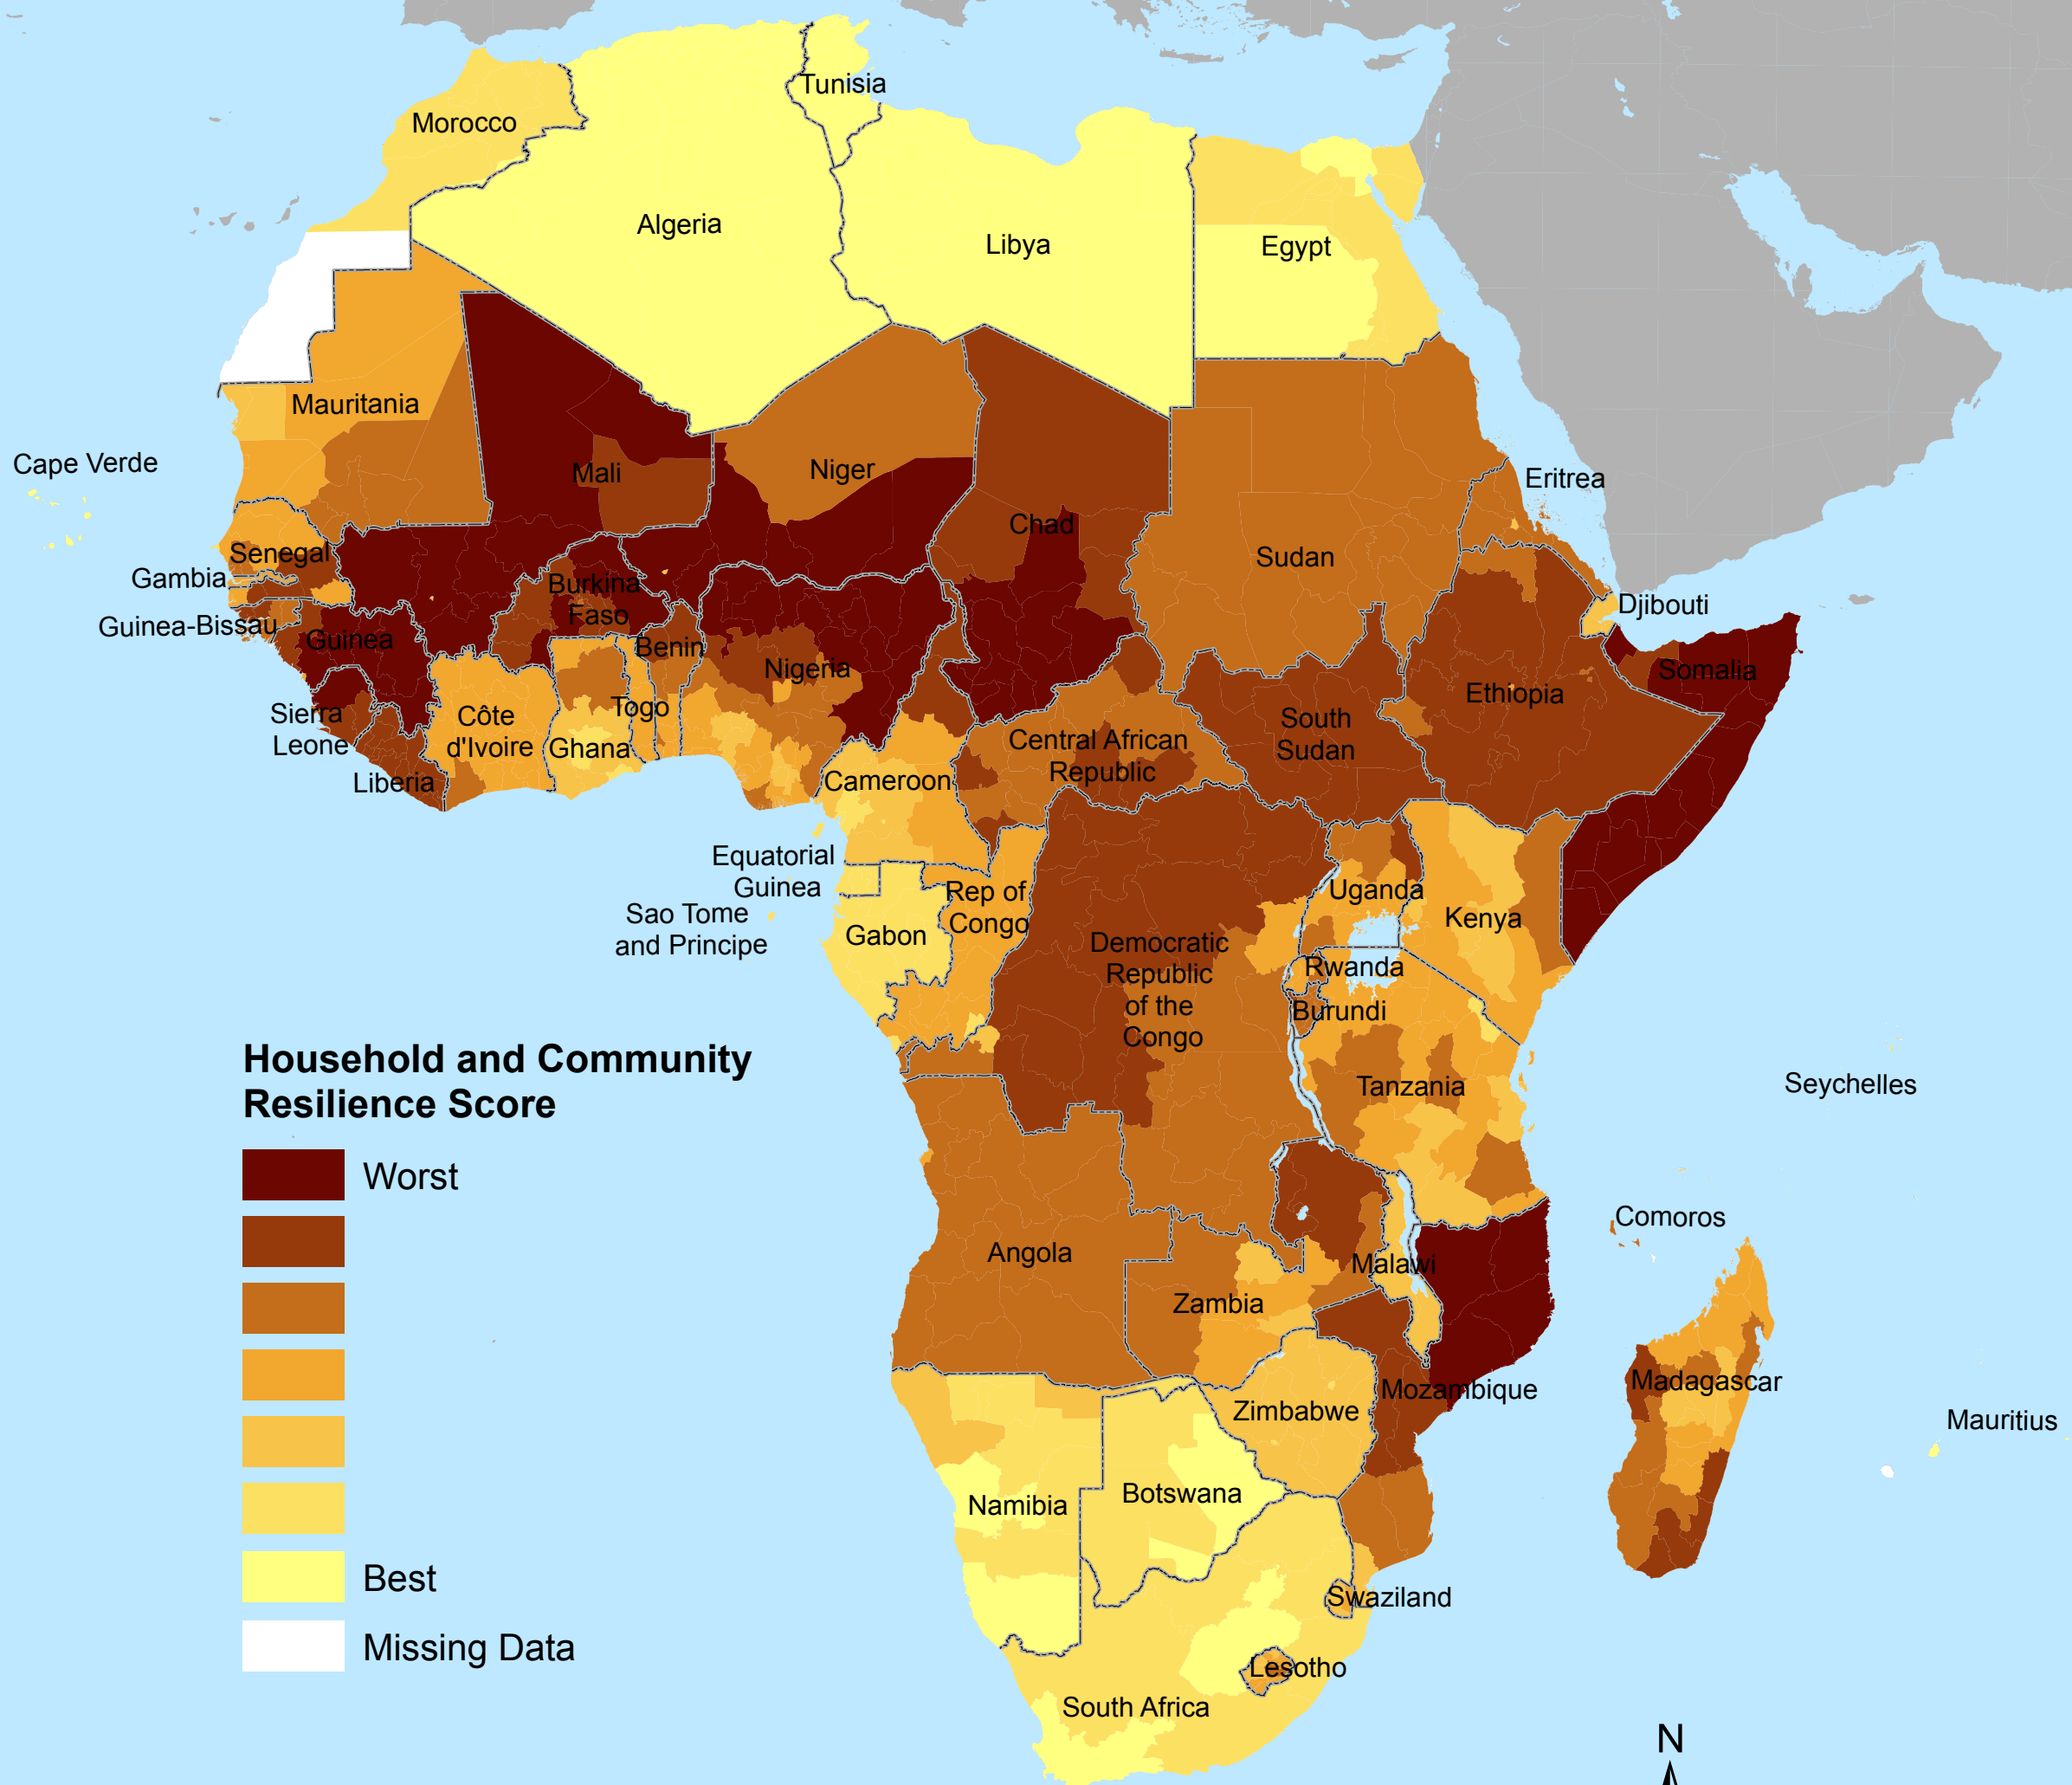 Tunisia
Morocco
Algeria
Libya
Egypt
Mauritania
Cape Verde
Mali
Niger
Eritrea
Chad
Senegal
Sudan
Gambia
Burkina
Faso
Djibouti
Guinea-Bissau
Guinea
Benin
Nigeria
Somalia
Ethiopia
Sierra
Leone
Côte
d'Ivoire
Togo
Ghana
South
Sudan
Central African
Republic
Liberia
Cameroon
Equatorial
Guinea
Rep of
Congo
Uganda
Kenya
Sao Tome
and Principe
Gabon
Democratic
Republic
of the
Congo
Rwanda
Burundi
Household and Community
Resilience Score
Tanzania
Seychelles
Worst
Comoros
Angola
Malawi
Zambia
Mozambique
Madagascar
Zimbabwe
Mauritius
Namibia
Botswana
Best
Swaziland
Missing Data
Lesotho
South Africa
N